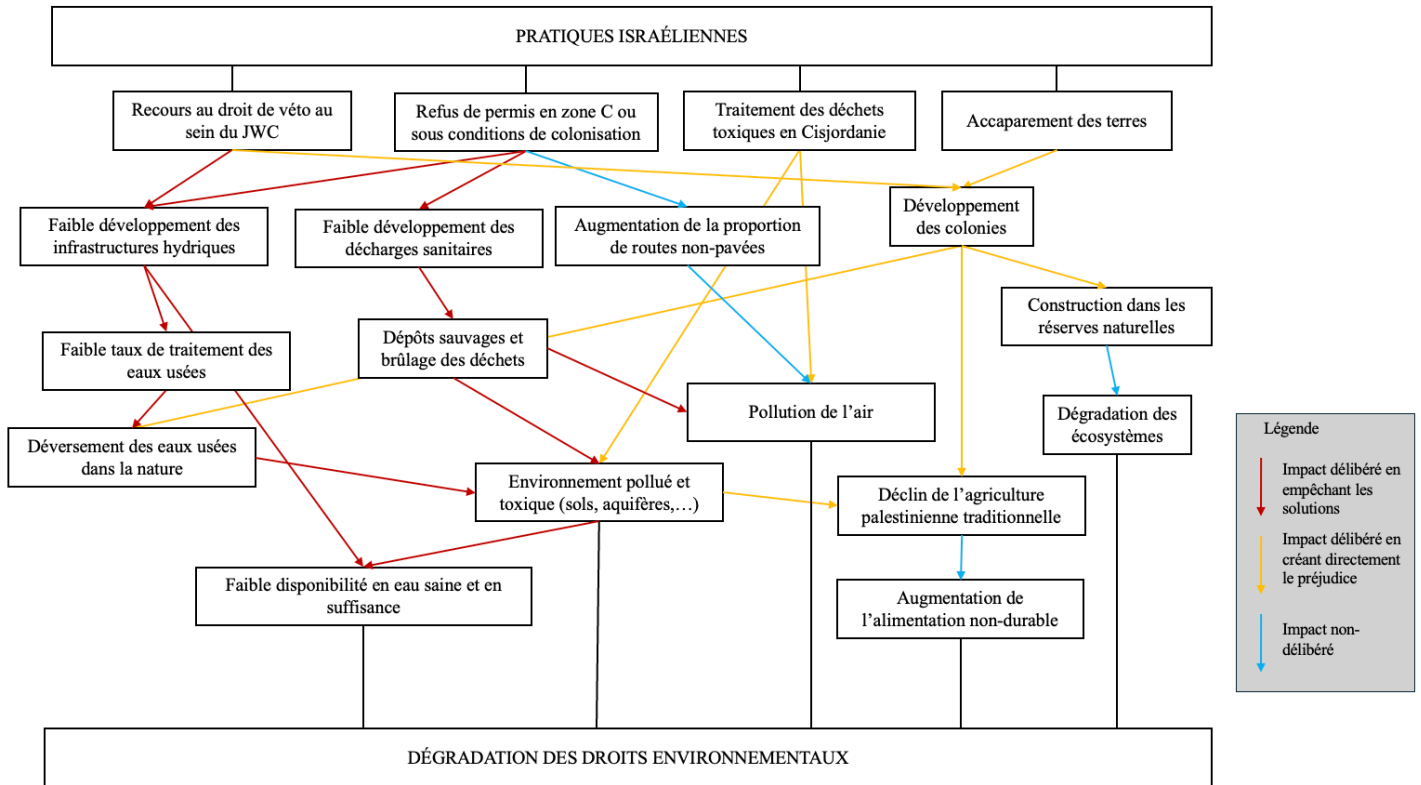 PRATIQUES ISRAÉLIENNES
Recours au droit de véto au
sein du JWC
Refus de permis en zone C ou
sous conditions de colonisation
Traitement des déchets
toxiques en Cisjordanie
Accaparement des terres
Faible développement des
infrastructures hydriques
Faible développement des
décharges sanitaires
Augmentation de la proportion
de routes non-pavées
Développement
des colonies
Construction dans les
réserves naturelles
Faible taux de traitement des
eaux usées
Dépôts sauvages et
brûlage des déchets
Pollution de l’air
Dégradation des
écosystèmes
Déversement des eaux usées
dans la nature
Environnement pollué et
toxique (sols, aquifères,…)
Déclin de l’agriculture
palestinienne traditionnelle
Faible disponibilité en eau saine et en
suffisance
Augmentation de
l’alimentation non-durable
DÉGRADATION DES DROITS ENVIRONNEMENTAUX
Légende
Impact délibéré en
empêchant les
solutions
Impact délibéré en
créant directement
le préjudice
Impact non-
délibéré